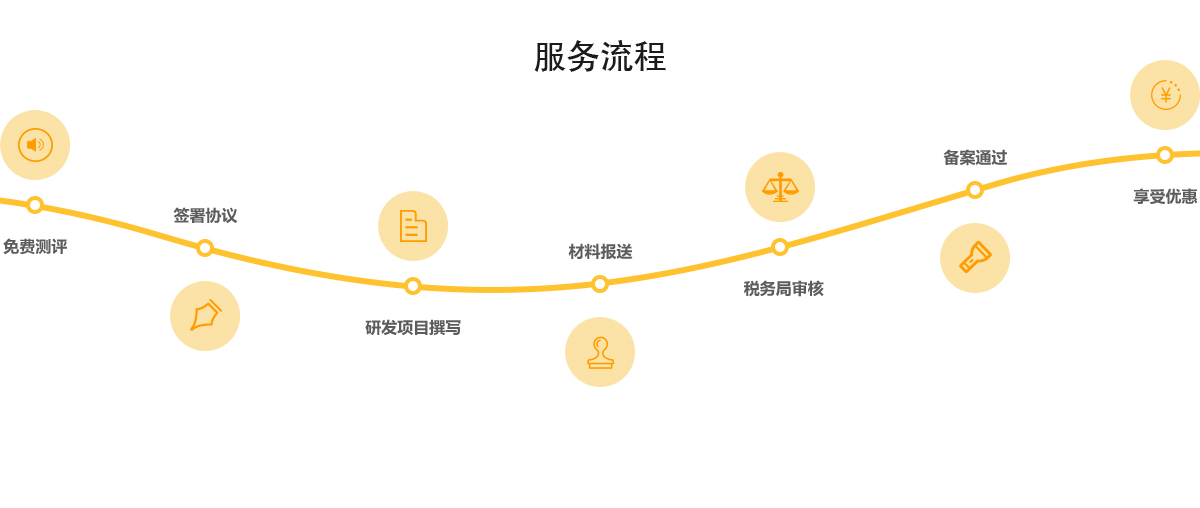 服务流程
免费测评
签署协议
研发项目撰写
材料报送
税务局审核
备案通过
享受优惠